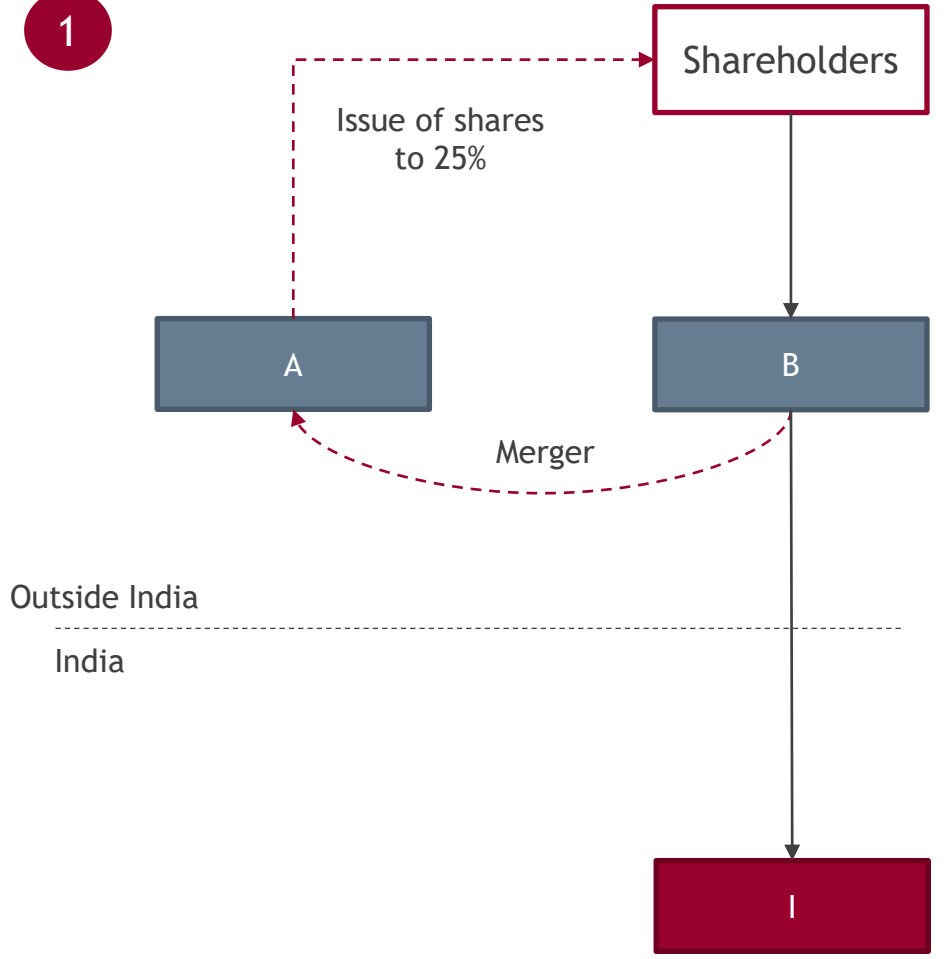 1
Shareholders
Issue of shares
to 25%
A
B
Merger
Outside India
India
I